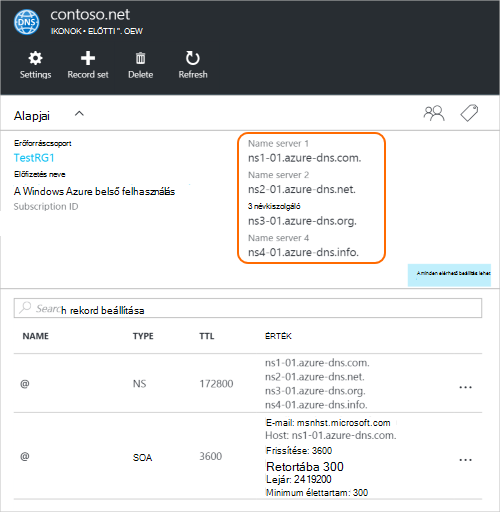 DNS
contoso.net
IKONOK • ELŐTTI ". OEW
Settings
Record set
Delete
Refresh
Alapjai
Erőforráscsoport
TestRG1
Előfizetés neve
A Windows Azure belső felhasználás
Subscription ID
Name server 1
ns1-01.azure-dns.com.
Name server 2
ns2-01.azure-dns.net.
3 névkiszolgáló
ns3-01.azure-dns.org.
Name server 4
ns4-01.azure-dns.info.
A minden elérhető beállítás lehet
Search rekord beállítása
NAME TYPE TTL ÉRTÉK
@ NS 172800
ns1-01.azure-dns.com.
ns2-01.azure-dns.net.
ns3-01.azure-dns.org.
ns4-01.azure-dns.info.
...
@ SOA 3600
E-mail: msnhst.microsoft.com
Host: ns1-01.azure-dns.com.
Frissítése: 3600
Retortába 300
Lejár: 2419200
Minimum élettartam: 300
...